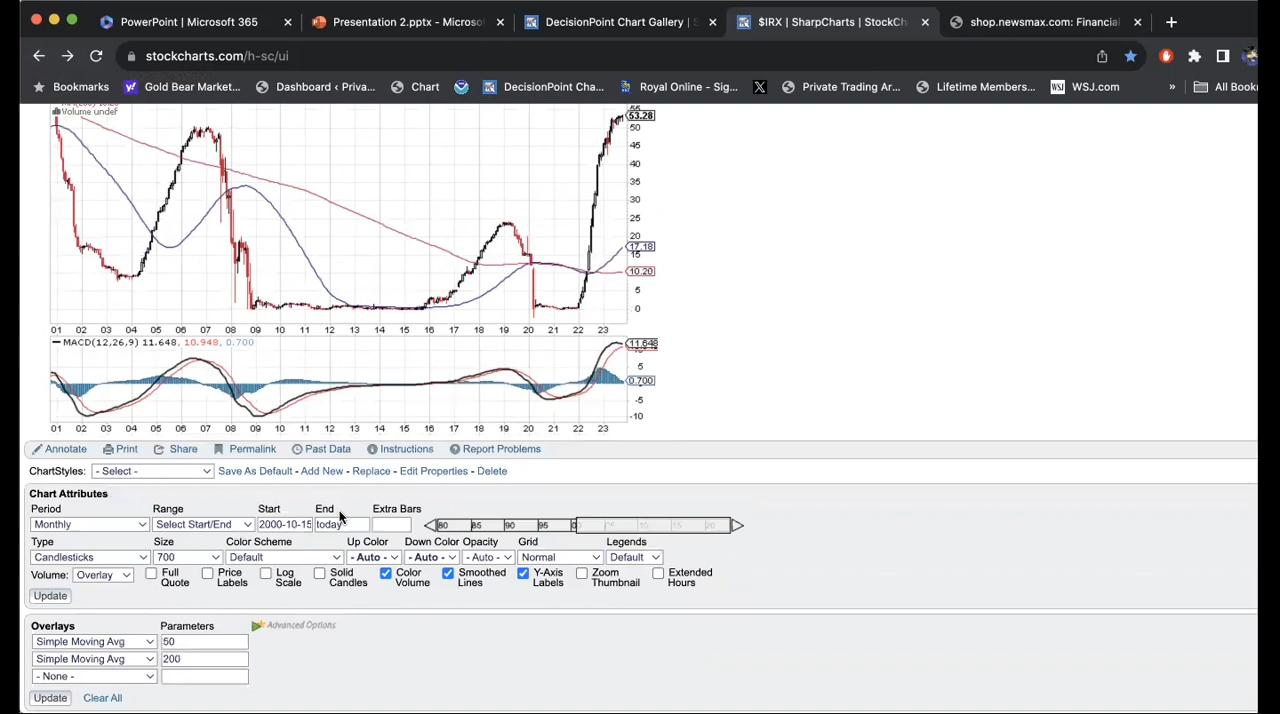 PowerPoint | Microsoft 365
Presentation 2.pptx - Microso
DecisionPoint Chart Gallery | S
$IRX | SharpCharts | StockCh
shop.newsmax.com: Financial
stockcharts.com/h-sc/ui
Bookmarks
Gold Bear Market...
Dashboard ‹ Priva...
Chart
DecisionPoint Cha...
Royal Online – Sig...
Private Trading Ar...
Lifetime Members...
WSJ WSJ.com
»
All Book
Volume undef
55
53.28
50
45
40
35
30
25
20
17.18
15
10.20
5
0
01 02 03 04 05 06 07 08 09 10 11 12 13 14 15 16 17 18 19 20 21 22 23
MACD(12,26,9) 11.648, 10.948, 0.700
11.648
5
0.700
-5
-10
01 02 03 04 05 06 07 08 09 10 11 12 13 14 15 16 17 18 19 20 21 22 23
Annotate Print Share Permalink Past Data Instructions Report Problems
ChartStyles: - Select - Save As Default - Add New - Replace - Edit Properties - Delete
Chart Attributes
Period Range Start End Extra Bars
Monthly Select Start/End 2000-10-15 today
80 85 90 95 00 05 10 15 20
Type Size Color Scheme Up Color Down Color Opacity Grid Legends
Candlesticks 700 Default - Auto - - Auto - - Auto - Normal Default
Volume: Overlay Full Quote Price Labels Log Scale Solid Candles Color Volume Smoothed Lines Y-Axis Labels Zoom Thumbnail Extended Hours
Update
Overlays Parameters Advanced Options
Simple Moving Avg 50
Simple Moving Avg 200
- None -
Update Clear All